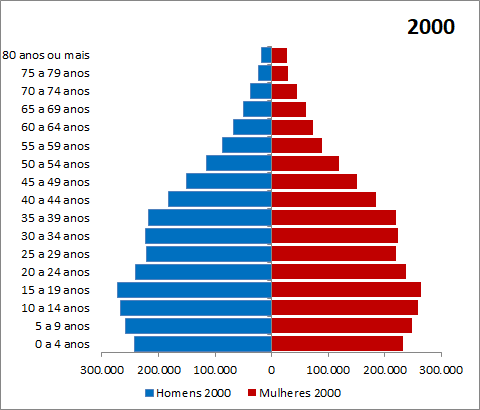 2000
80 anos ou mais
75 a 79 anos
70 a 74 anos
65 a 69 anos
60 a 64 anos
55 a 59 anos
50 a 54 anos
45 a 49 anos
40 a 44 anos
35 a 39 anos
30 a 34 anos
25 a 29 anos
20 a 24 anos
15 a 19 anos
10 a 14 anos
5 a 9 anos
0 a 4 anos
300.000 200.000 100.000 0 100.000 200.000 300.000
Homens 2000 Mulheres 2000